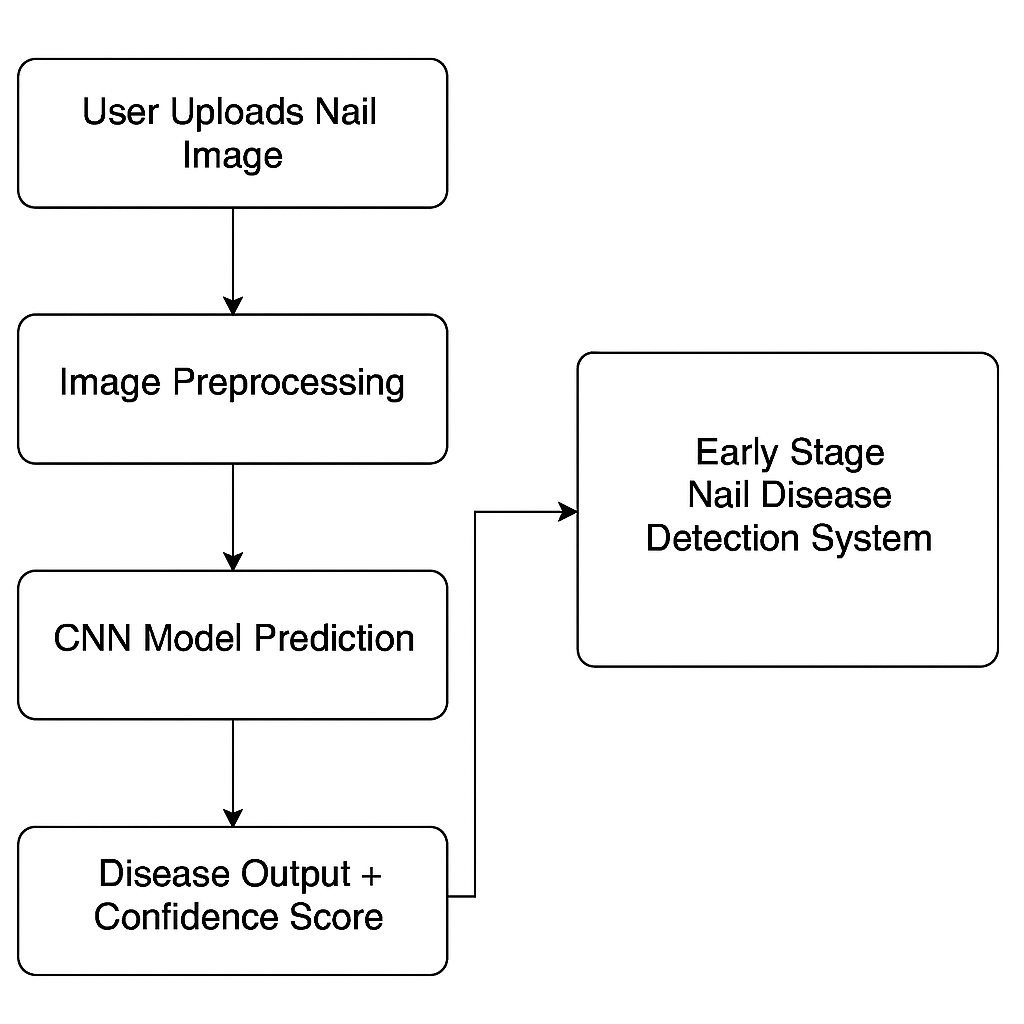 User Uploads Nail
Image
Image Preprocessing
CNN Model Prediction
Disease Output +
Confidence Score
Early Stage
Nail Disease
Detection System